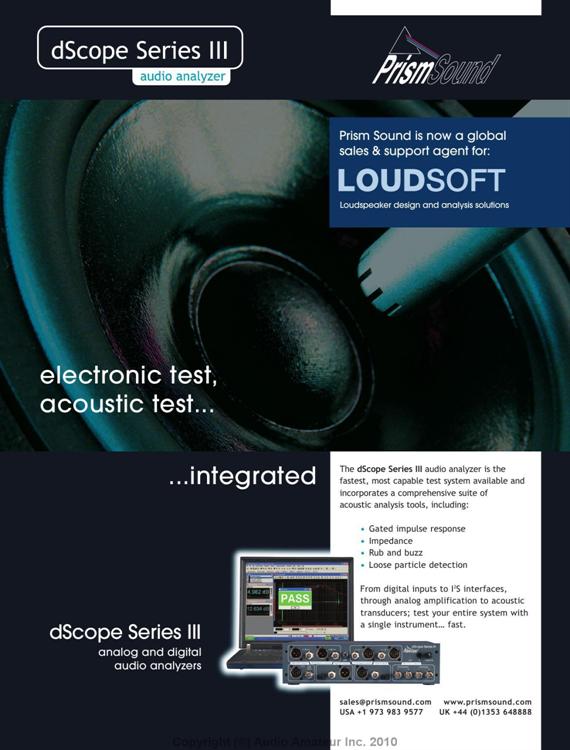 dScope Series III
audio analyzer
PrismSound
Prism Sound is now a global
sales & support agent for:
LOUDSOFT
Loudspeaker design and analysis solutions
electronic test,
acoustic test...
...integrated
The dScope Series III audio analyzer is the
fastest, most capable test system available and
incorporates a comprehensive suite of
acoustic analysis tools, including:
• Gated impulse response
• Impedance
• Rub and buzz
• Loose particle detection
From digital inputs to I²S interfaces,
through analog amplification to acoustic
transducers; test your entire system with
a single instrument… fast.
PASS
dScope Series III
analog and digital
audio analyzers
sales@prismsound.com www.prismsound.com
USA +1 973 983 9577 UK +44 (0)1353 648888
Copyright (C) Audio Amateur Inc. 2010